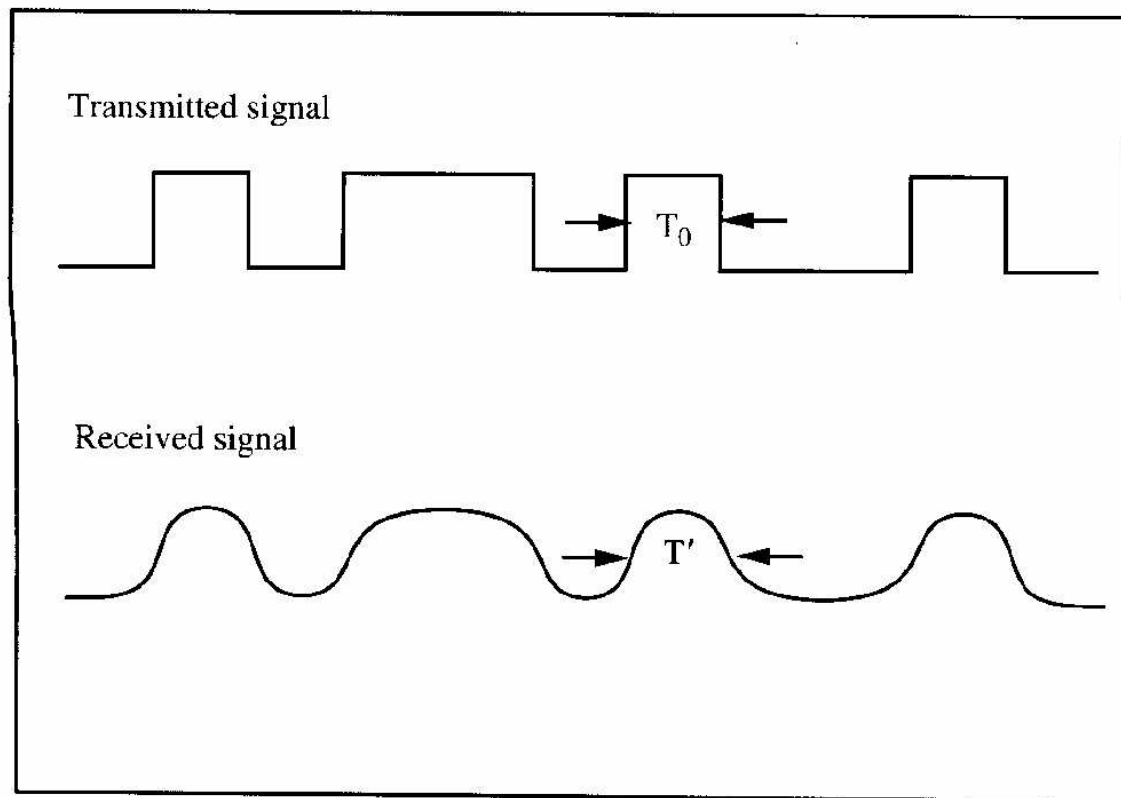 Transmitted signal
T₀
Received signal
T′